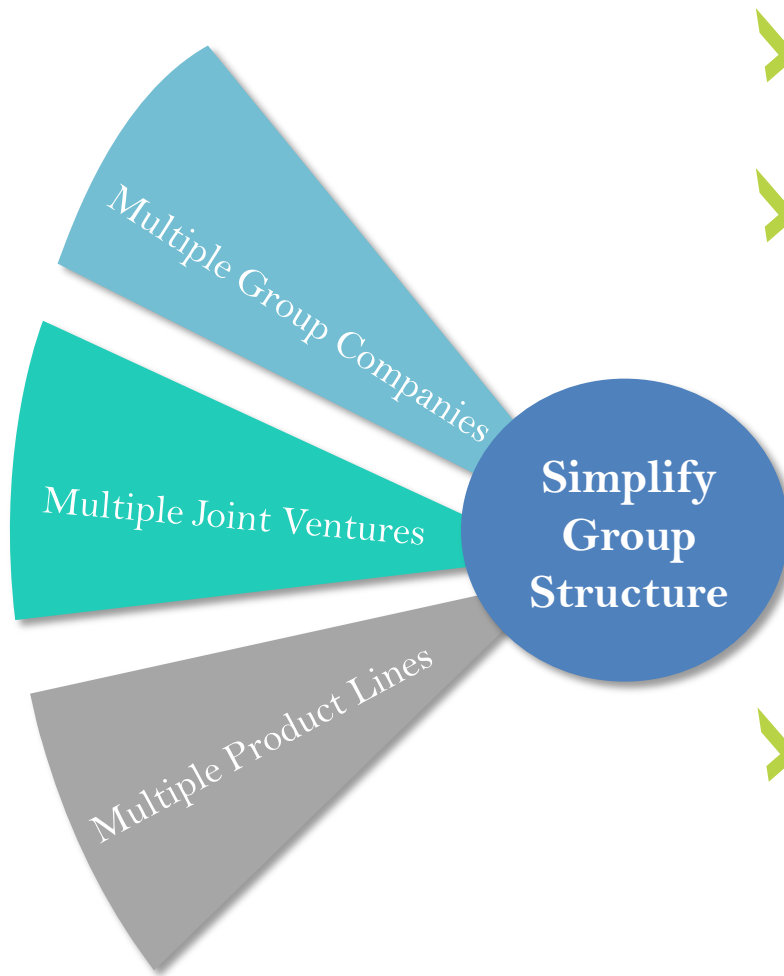 Multiple Group Companies
Multiple Joint Ventures
Multiple Product Lines
Simplify
Group
Structure